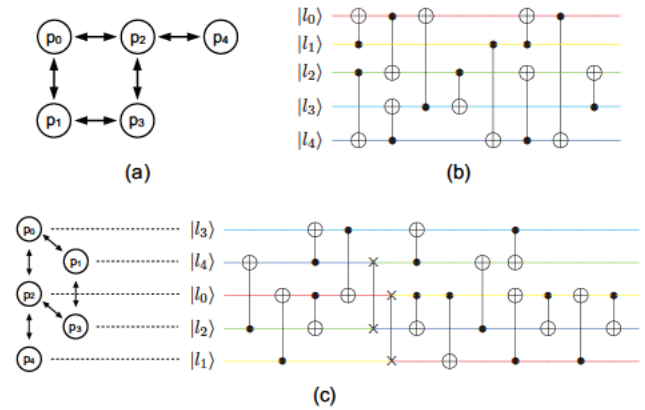 p₀ p₂ p₄
p₁ p₃
(a)
|l₀⟩
|l₁⟩
|l₂⟩
|l₃⟩
|l₄⟩
(b)
p₀ |l₃⟩
p₁ |l₄⟩
p₂ |l₀⟩
p₃ |l₂⟩
p₄ |l₁⟩
(c)